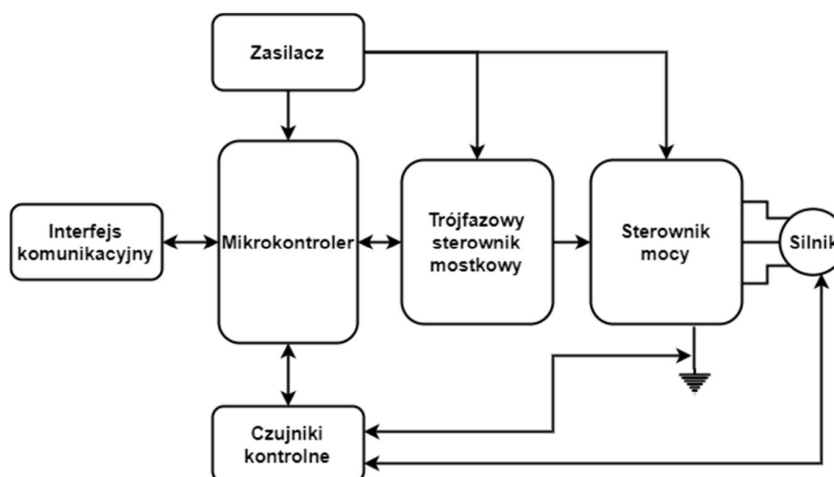 Zasilacz
Interfejs
komunikacyjny
Mikrokontroler
Trójfazowy
sterownik
mostkowy
Sterownik
mocy
Silnik
Czujniki
kontrolne